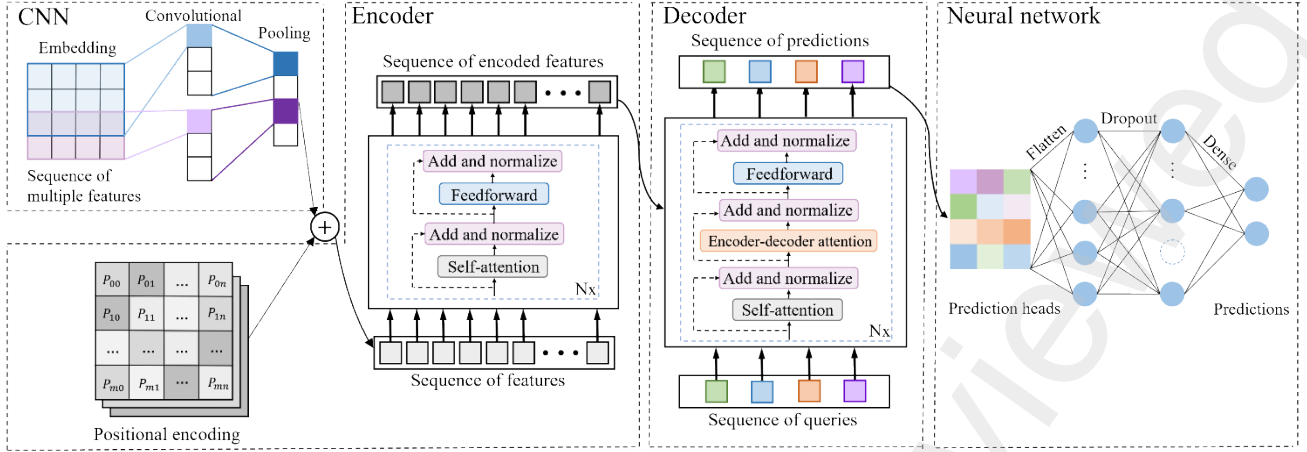 CNN
Convolutional
Embedding
Pooling
Sequence of
multiple features
P00 P01 ... P0n
P10 P11 ... P1n
... ... ... ...
Pm0 Pm1 ... Pmn
Positional encoding
+
Encoder
Sequence of encoded features
• • •
Add and normalize
Feedforward
Add and normalize
Self-attention
Nx
• • •
Sequence of features
Decoder
Sequence of predictions
Add and normalize
Feedforward
Add and normalize
Encoder-decoder attention
Add and normalize
Self-attention
Nx
Sequence of queries
Neural network
Flatten
Dropout
Dense
Prediction heads
Predictions